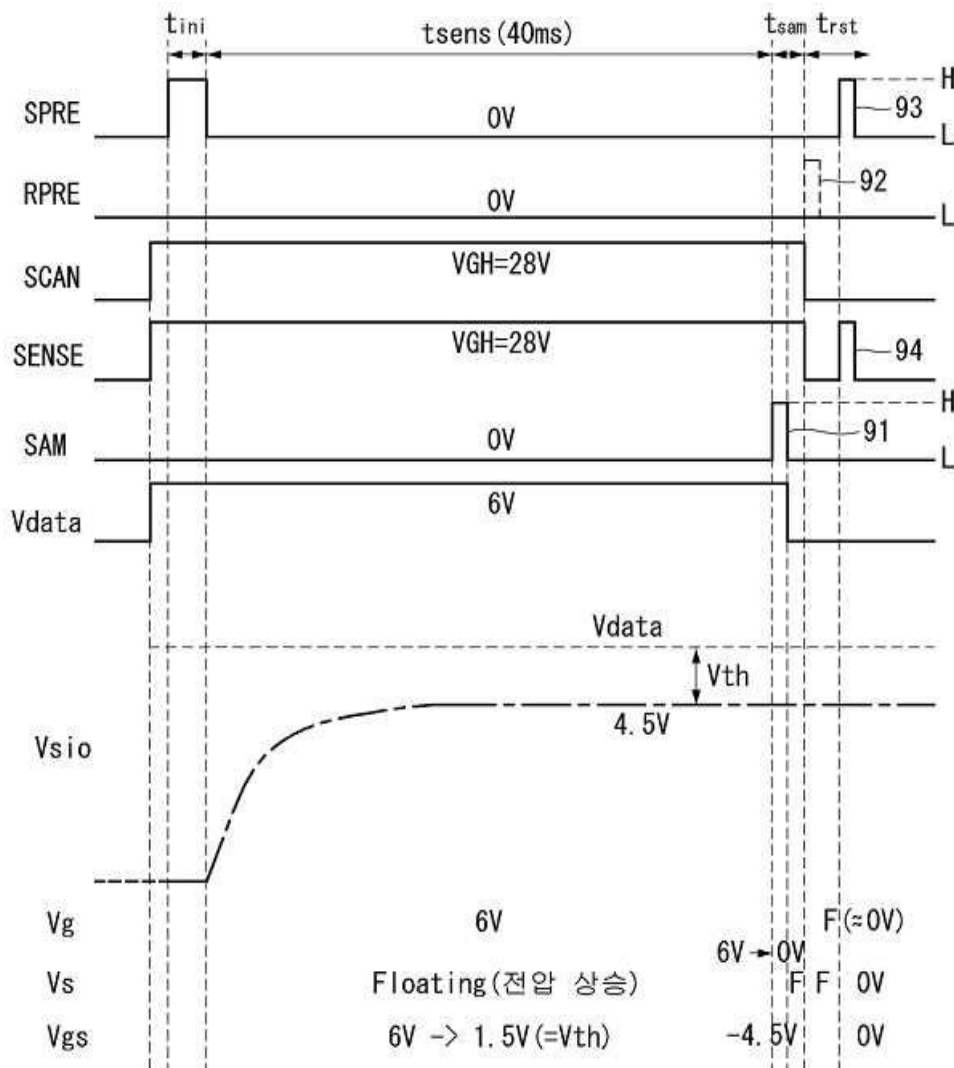 tini tsens(40ms) tsam trst
H
SPRE 0V 93
L
RPRE 0V 92
L
SCAN VGH=28V
SENSE VGH=28V 94
H
SAM 0V 91
L
Vdata 6V
Vdata
Vth
Vsio 4.5V
Vg 6V F(≈0V)
6V → 0V
Vs Floating(전압 상승) F F 0V
Vgs 6V -> 1.5V(=Vth) -4.5V 0V